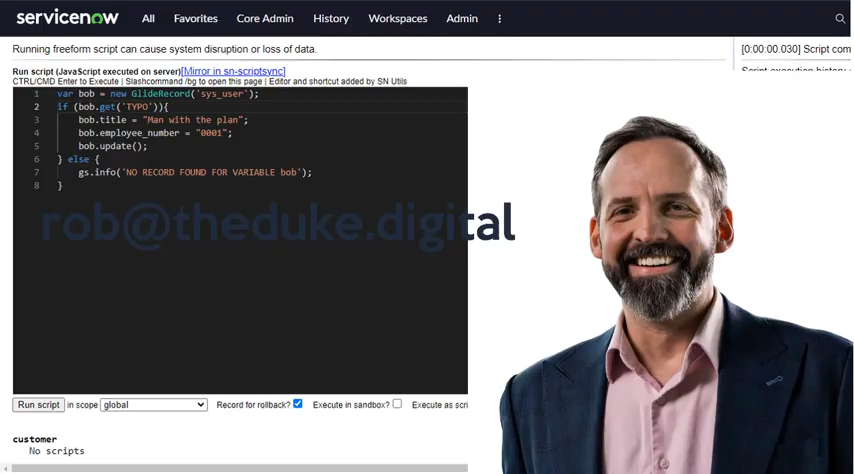 servicenow All Favorites Core Admin History Workspaces Admin
Running freeform script can cause system disruption or loss of data.
[0:00:00.030] Script com
Script execution history
Run script (JavaScript executed on server)[Mirror in sn-scriptsync]
CTRL/CMD Enter to Execute | Slashcommand /bg to open this page | Editor and shortcut added by SN Utils
1 var bob = new GlideRecord('sys_user');
2 if (bob.get('TYPO')){
3 bob.title = "Man with the plan";
4 bob.employee_number = "0001";
5 bob.update();
6 } else {
7 gs.info('NO RECORD FOUND FOR VARIABLE bob');
8 }
rob@theduke.digital
Run script in scope global Record for rollback? Execute in sandbox? Execute as scri
customer
No scripts